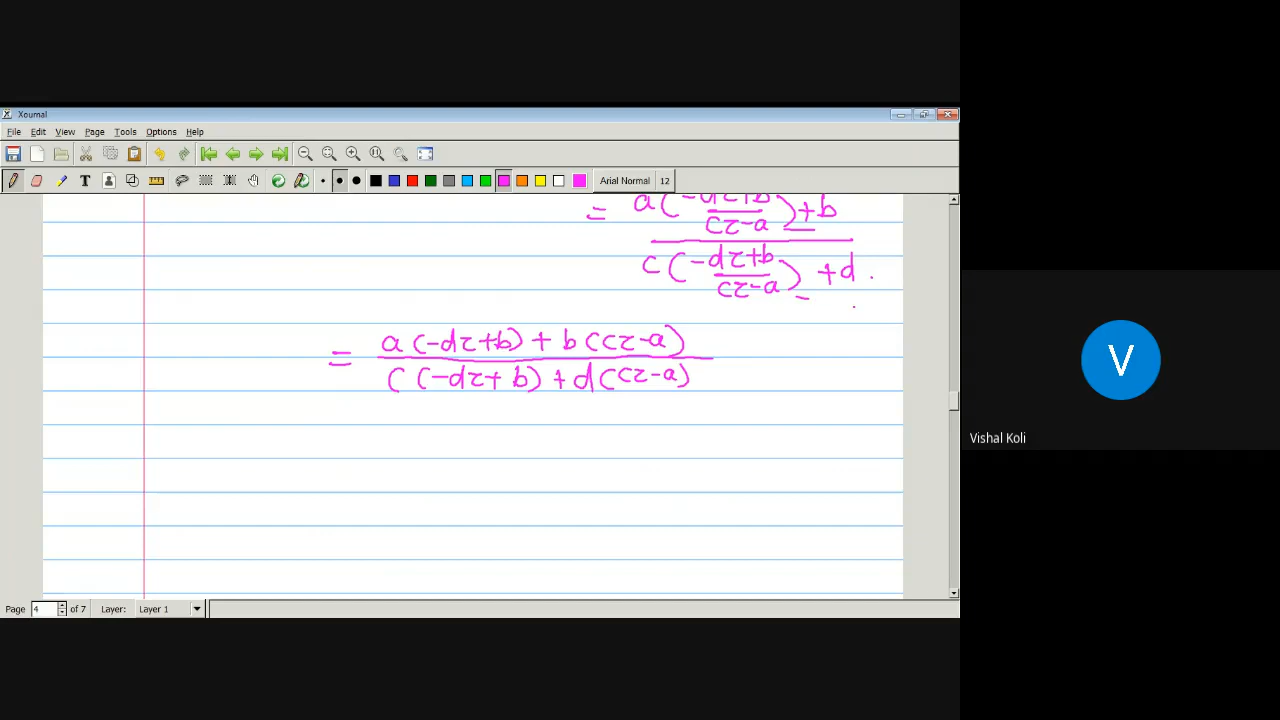 Xournal
File Edit View Page Tools Options Help
Arial Normal 12
= a(-dz+b/cz-a)+b
c(-dz+b/cz-a) +d.
= a(-dz+b) + b(cz-a)
c(-dz+b) + d(cz-a)
V
Vishal Koli
Page 4 of 7 Layer: Layer 1